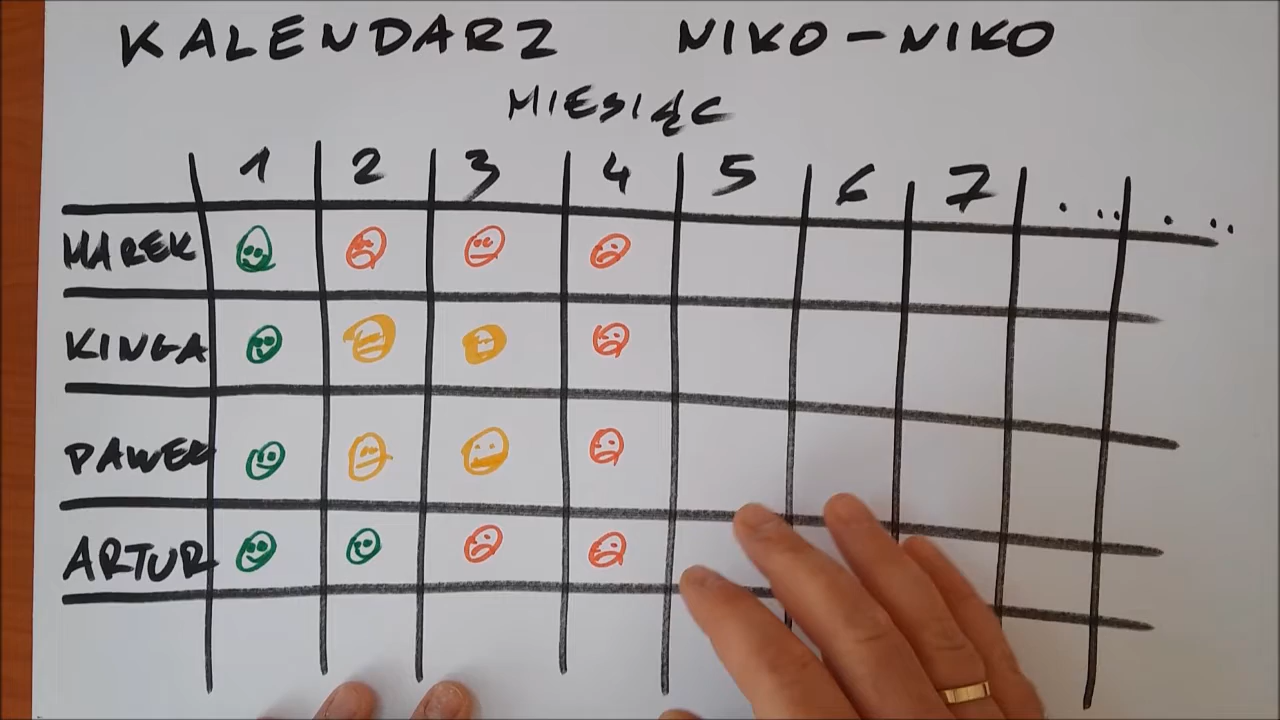 KALENDARZ NIKO-NIKO
MIESIĄC
1 2 3 4 5 6 7 ... ...
MAREK
KINGA
PAWEŁ
ARTUR